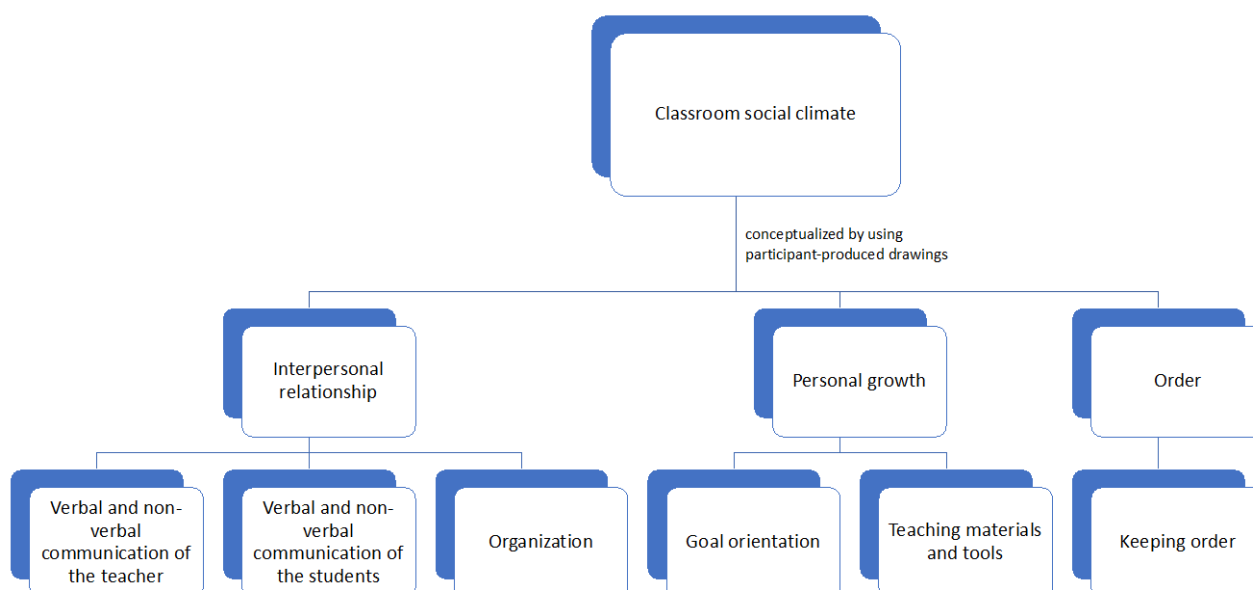 Classroom social climate
conceptualized by using
participant-produced drawings
Interpersonal
relationship
Personal growth
Order
Verbal and non-
verbal
communication of
the teacher
Verbal and non-
verbal
communication of
the students
Organization
Goal orientation
Teaching materials
and tools
Keeping order